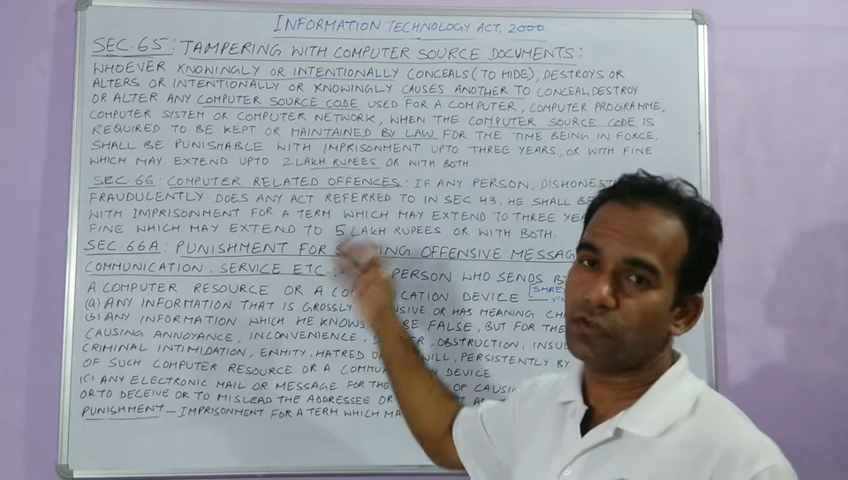 INFORMATION TECHNOLOGY ACT, 2000
SEC. 65: TAMPERING WITH COMPUTER SOURCE DOCUMENTS:
WHOEVER KNOWINGLY OR INTENTIONALLY CONCEALS (TO HIDE), DESTROYS OR
ALTERS OR INTENTIONALLY OR KNOWINGLY CAUSES ANOTHER TO CONCEAL, DESTROY
OR ALTER ANY COMPUTER SOURCE CODE USED FOR A COMPUTER, COMPUTER PROGRAMME,
COMPUTER SYSTEM OR COMPUTER NETWORK, WHEN THE COMPUTER SOURCE CODE IS
REQUIRED TO BE KEPT OR MAINTAINED BY LAW FOR THE TIME BEING IN FORCE,
SHALL BE PUNISHABLE WITH IMPRISONMENT UPTO THREE YEARS, OR WITH FINE
WHICH MAY EXTEND UPTO 2 LAKH RUPEES OR WITH BOTH.
SEC. 66: COMPUTER RELATED OFFENCES: IF ANY PERSON, DISHONEST
FRAUDULENTLY DOES ANY ACT REFERRED TO IN SEC 43, HE SHALL BE
WITH IMPRISONMENT FOR A TERM WHICH MAY EXTEND TO THREE YE
FINE WHICH MAY EXTEND TO 5 LAKH RUPEES OR WITH BOTH.
SEC. 66A: PUNISHMENT FOR S ING OFFENSIVE MESSAG
COMMUNICATION SERVICE ETC. PERSON WHO SENDS BY
A COMPUTER RESOURCE OR A CO ICATION DEVICE [SHRE
(a) ANY INFORMATION THAT IS GROSSLY NSIVE OR HAS MEANING CH
(b) ANY INFORMATION WHICH HE KNOWS BE FALSE, BUT FOR THE
CAUSING ANNOYANCE, INCONVENIENCE, ER, OBSTRUCTION, INSU
CRIMINAL INTIMIDATION, ENMITY, HATRED O WILL, PERSISTENTLY BY
OF SUCH COMPUTER RESOURCE OR A COMMU N DEVICE
(C) ANY ELECTRONIC MAIL OR MESSAGE FOR THE OF CAUSIN
OR TO DECEIVE OR TO MISLEAD THE ADDRESSEE OR
PUNISHMENT - IMPRISONMENT FOR A TERM WHICH MA